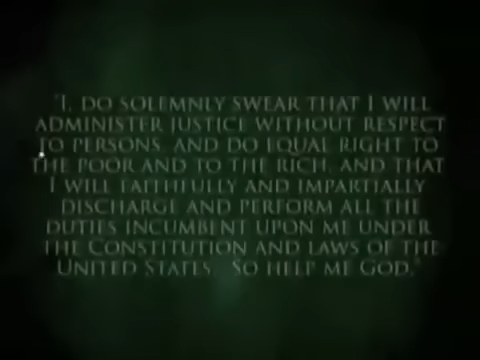 "I, DO SOLEMNLY SWEAR THAT I WILL
ADMINISTER JUSTICE WITHOUT RESPECT
TO PERSONS, AND DO EQUAL RIGHT TO
THE POOR AND TO THE RICH, AND THAT
I WILL FAITHFULLY AND IMPARTIALLY
DISCHARGE AND PERFORM ALL THE
DUTIES INCUMBENT UPON ME UNDER
THE CONSTITUTION AND LAWS OF THE
UNITED STATES. SO HELP ME GOD."